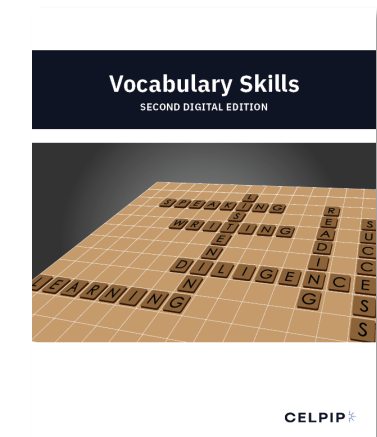 Vocabulary Skills
SECOND DIGITAL EDITION
SPEAKING
LISTENING
WRITING
READING
SUCCESS
DILIGENCE
LEARNING
CELPIP